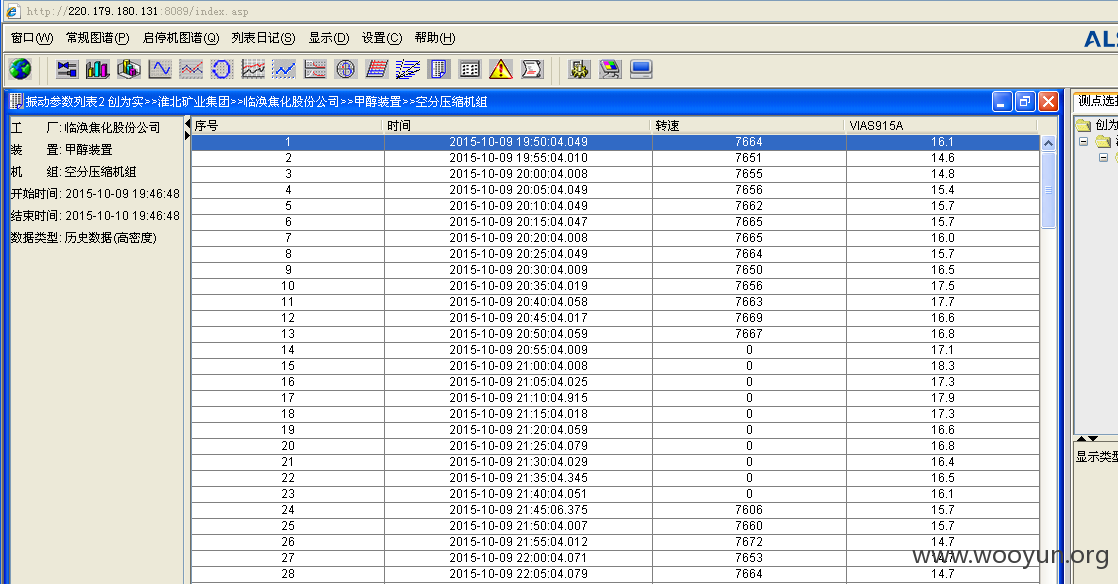 http://220.179.180.131:8089/index.asp
窗口(W) 常规图谱(P) 启停机图谱(Q) 列表日记(S) 显示(D) 设置(C) 帮助(H)
振动参数列表2 创为实>>淮北矿业集团>>临涣焦化股份公司>>甲醇装置>>空分压缩机组
工 厂: 临涣焦化股份公司
装 置: 甲醇装置
机 组: 空分压缩机组
开始时间: 2015-10-09 19:46:48
结束时间: 2015-10-10 19:46:48
数据类型: 历史数据(高密度)
序号 时间 转速 VIAS915A
1 2015-10-09 19:50:04.049 7664 16.1
2 2015-10-09 19:55:04.010 7651 14.6
3 2015-10-09 20:00:04.008 7655 14.8
4 2015-10-09 20:05:04.049 7656 15.4
5 2015-10-09 20:10:04.049 7662 15.7
6 2015-10-09 20:15:04.047 7665 15.7
7 2015-10-09 20:20:04.008 7665 16.0
8 2015-10-09 20:25:04.049 7664 15.7
9 2015-10-09 20:30:04.009 7650 16.5
10 2015-10-09 20:35:04.019 7656 17.5
11 2015-10-09 20:40:04.058 7663 17.7
12 2015-10-09 20:45:04.017 7669 16.6
13 2015-10-09 20:50:04.059 7667 16.8
14 2015-10-09 20:55:04.009 0 17.1
15 2015-10-09 21:00:04.008 0 18.3
16 2015-10-09 21:05:04.025 0 17.3
17 2015-10-09 21:10:04.915 0 17.9
18 2015-10-09 21:15:04.018 0 17.3
19 2015-10-09 21:20:04.059 0 16.6
20 2015-10-09 21:25:04.079 0 16.8
21 2015-10-09 21:30:04.029 0 16.4
22 2015-10-09 21:35:04.345 0 16.5
23 2015-10-09 21:40:04.051 0 16.1
24 2015-10-09 21:45:06.375 7606 15.7
25 2015-10-09 21:50:04.007 7660 15.7
26 2015-10-09 21:55:04.012 7672 14.7
27 2015-10-09 22:00:04.071 7653
28 2015-10-09 22:05:04.079 7664 14.7
测点选
创为
显示类
www.wooyun.org